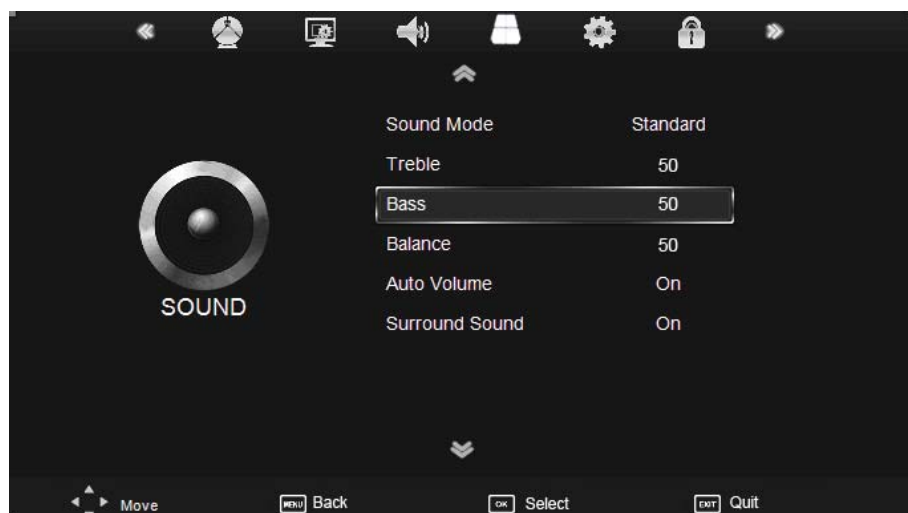 Sound Mode Standard
Treble 50
Bass 50
Balance 50
Auto Volume On
Surround Sound On
SOUND
Move MENU Back OK Select EXIT Quit